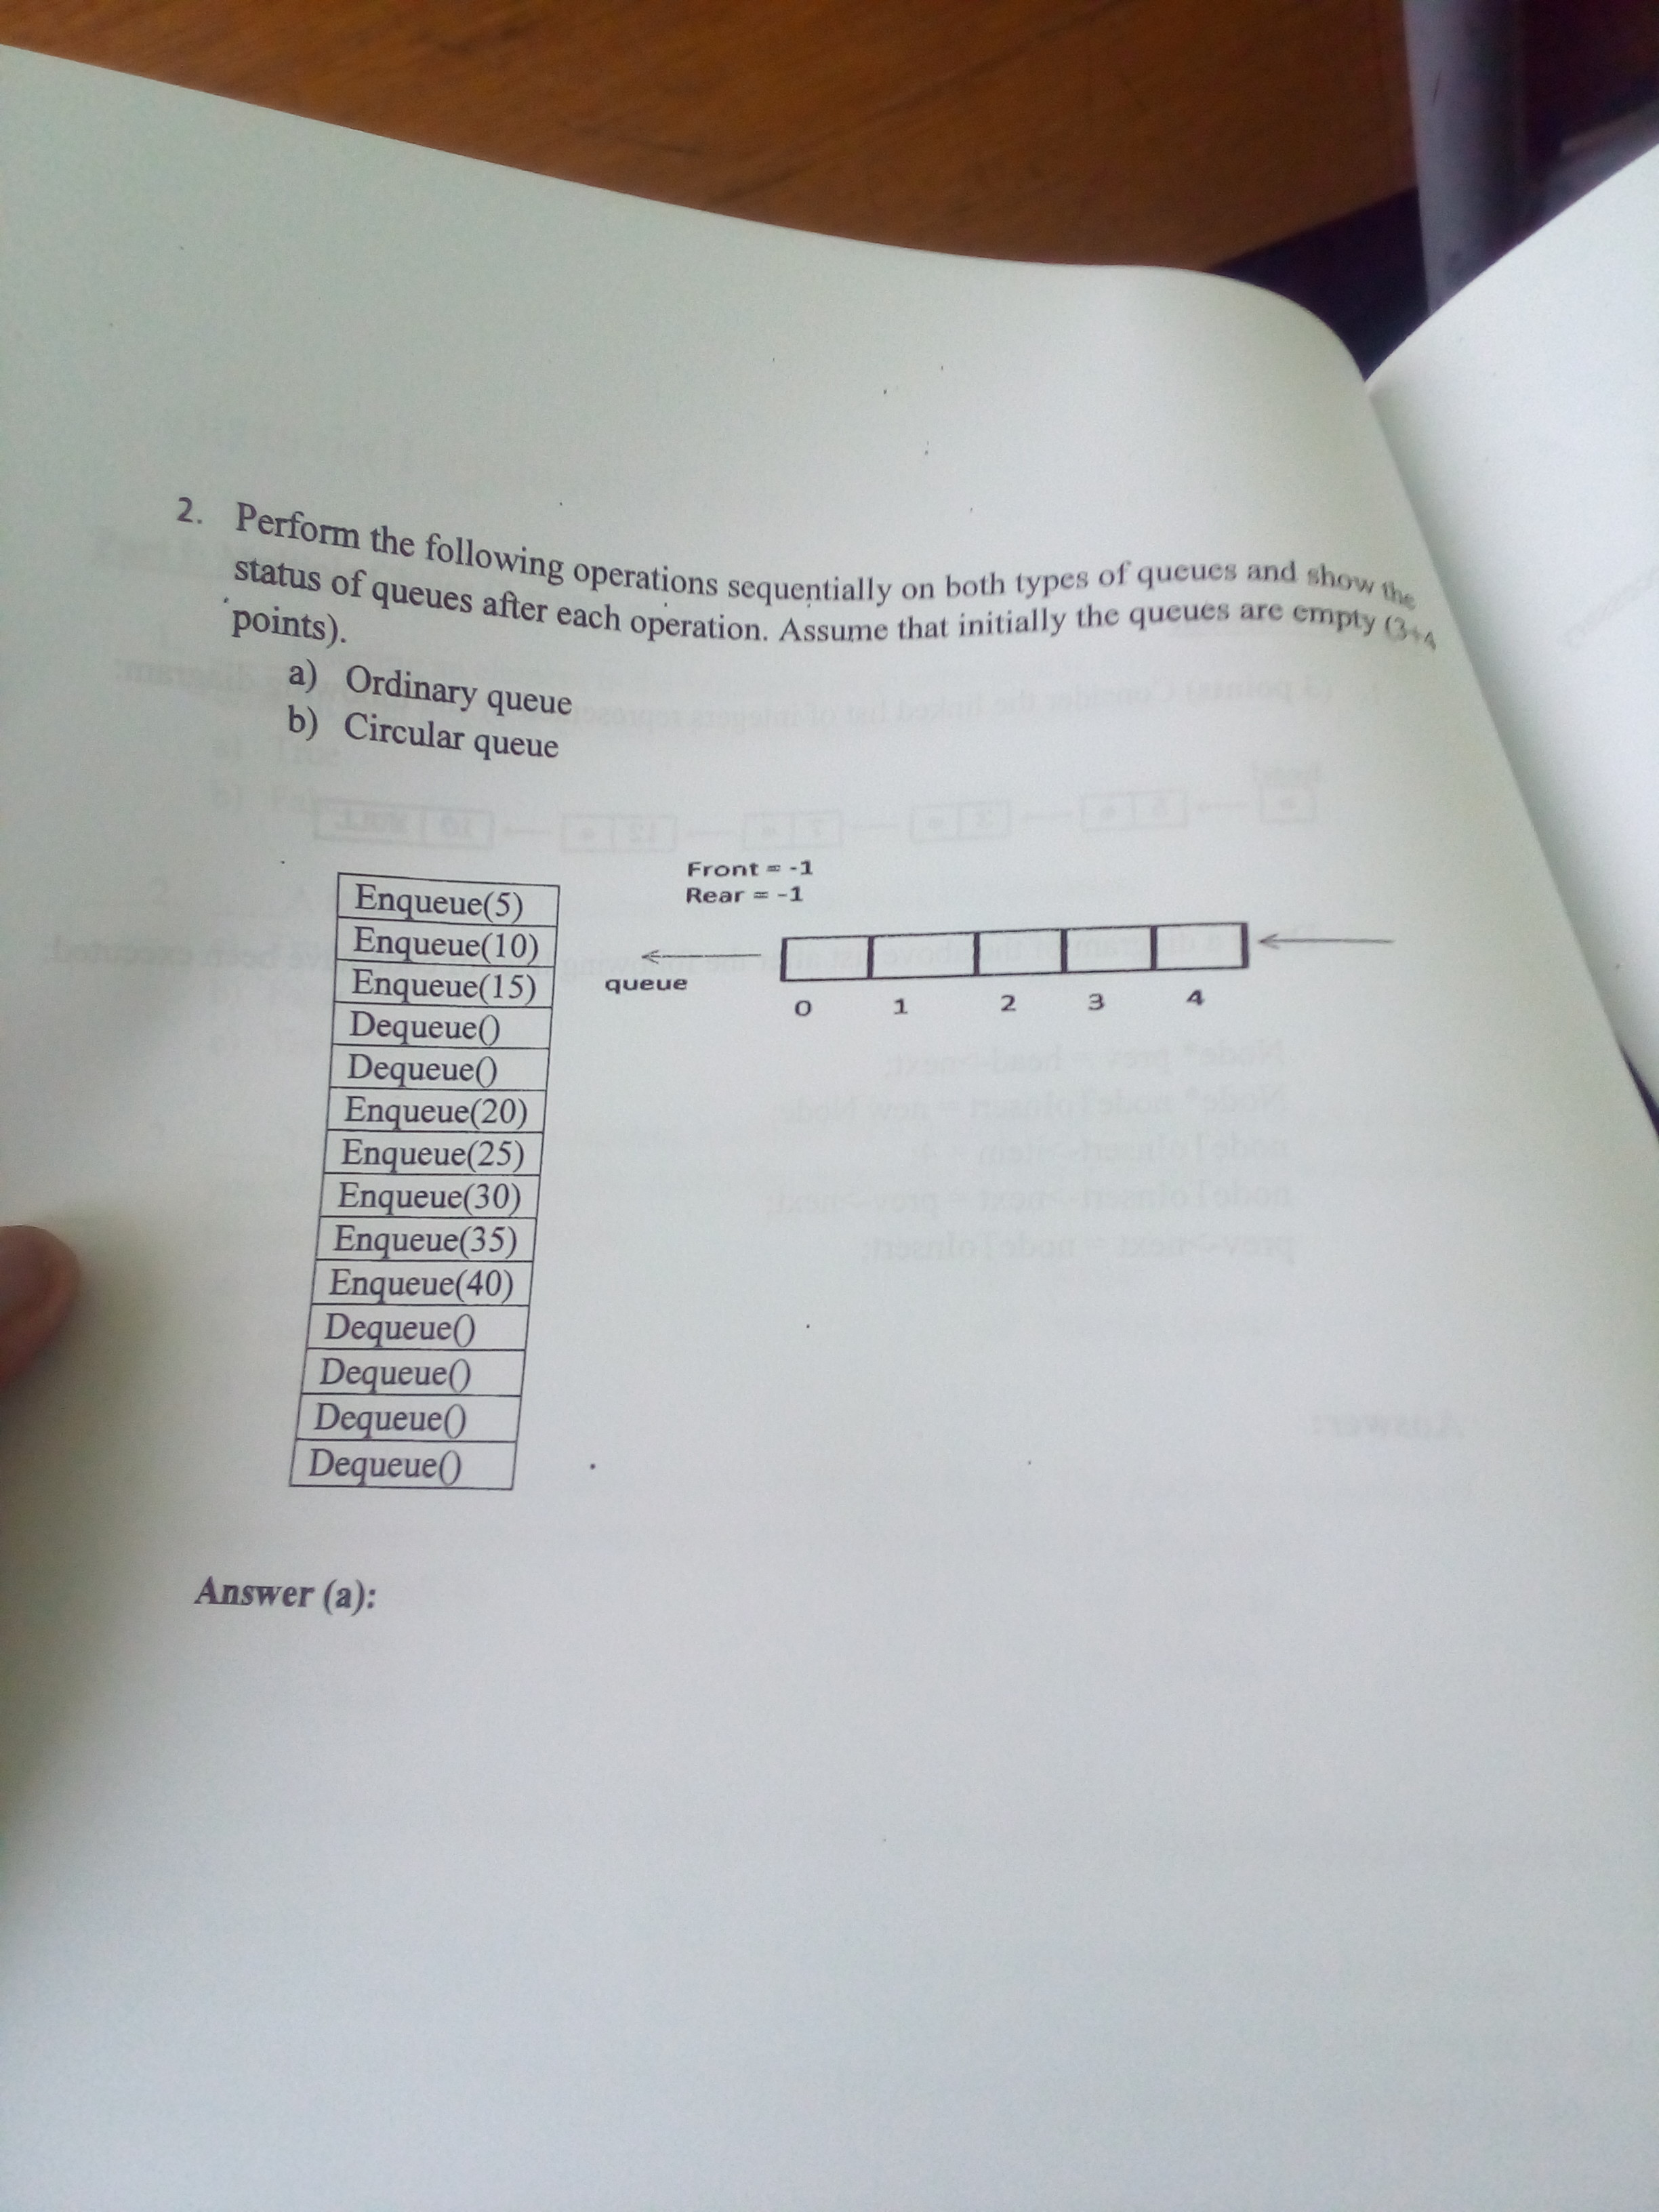 2. Perform the following operations sequentially on both types of queues and show the
status of queues after each operation. Assume that initially the queues are empty (3+4
points).
a) Ordinary queue
b) Circular queue
Front = -1
Rear = -1
Enqueue(5)
Enqueue(10)
Enqueue(15)
Dequeue()
Dequeue()
Enqueue(20)
Enqueue(25)
Enqueue(30)
Enqueue(35)
Enqueue(40)
Dequeue()
Dequeue()
Dequeue()
Dequeue()
queue
0 1 2 3 4
Answer (a):